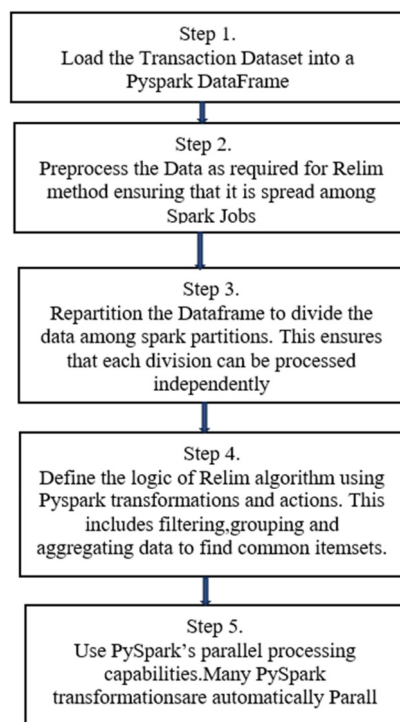 Step 1.
Load the Transaction Dataset into a
Pyspark DataFrame
Step 2.
Preprocess the Data as required for Relim
method ensuring that it is spread among
Spark Jobs
Step 3.
Repartition the Dataframe to divide the
data among spark partitions. This ensures
that each division can be processed
independently
Step 4.
Define the logic of Relim algorithm using
Pyspark transformations and actions. This
includes filtering,grouping and
aggregating data to find common itemsets.
Step 5.
Use PySpark’s parallel processing
capabilities.Many PySpark
transformationsare automatically Parall